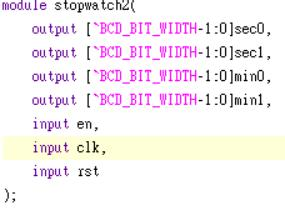 module stopwatch2(
output [`BCD_BIT_WIDTH-1:0]sec0,
output [`BCD_BIT_WIDTH-1:0]sec1,
output [`BCD_BIT_WIDTH-1:0]min0,
output [`BCD_BIT_WIDTH-1:0]min1,
input en,
input clk,
input rst
);